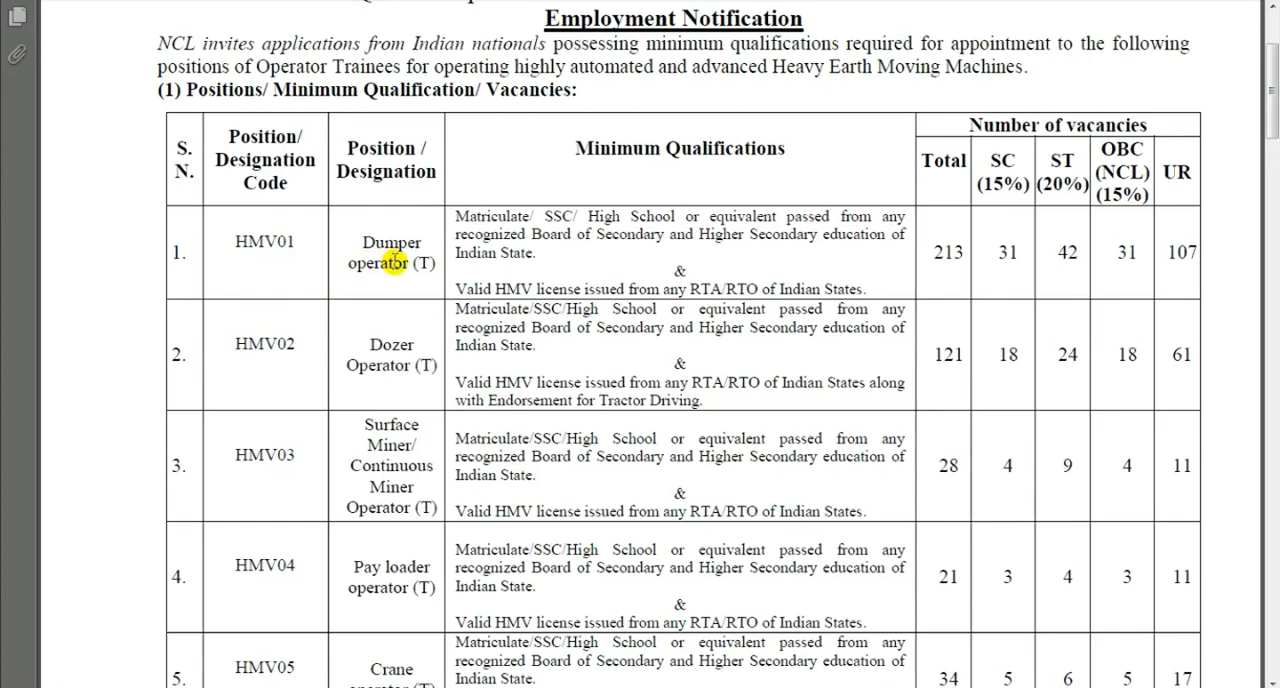 Employment Notification
NCL invites applications from Indian nationals possessing minimum qualifications required for appointment to the following
positions of Operator Trainees for operating highly automated and advanced Heavy Earth Moving Machines.
(1) Positions/ Minimum Qualification/ Vacancies:
S.
N.
Position/
Designation
Code
Position /
Designation
Minimum Qualifications
Number of vacancies
Total
SC
(15%)
ST
(20%)
OBC
(NCL)
(15%)
UR
1.
HMV01
Dumper
operator (T)
Matriculate/ SSC/ High School or equivalent passed from any
recognized Board of Secondary and Higher Secondary education of
Indian State.
&
Valid HMV license issued from any RTA/RTO of Indian States.
213
31
42
31
107
2.
HMV02
Dozer
Operator (T)
Matriculate/SSC/High School or equivalent passed from any
recognized Board of Secondary and Higher Secondary education of
Indian State.
&
Valid HMV license issued from any RTA/RTO of Indian States along
with Endorsement for Tractor Driving.
121
18
24
18
61
3.
HMV03
Surface
Miner/
Continuous
Miner
Operator (T)
Matriculate/SSC/High School or equivalent passed from any
recognized Board of Secondary and Higher Secondary education of
Indian State.
&
Valid HMV license issued from any RTA/RTO of Indian States.
28
4
9
4
11
4.
HMV04
Pay loader
operator (T)
Matriculate/SSC/High School or equivalent passed from any
recognized Board of Secondary and Higher Secondary education of
Indian State.
&
Valid HMV license issued from any RTA/RTO of Indian States.
21
3
4
3
11
5.
HMV05
Crane
operator (T)
Matriculate/SSC/High School or equivalent passed from any
recognized Board of Secondary and Higher Secondary education of
Indian State.
34
5
6
5
17